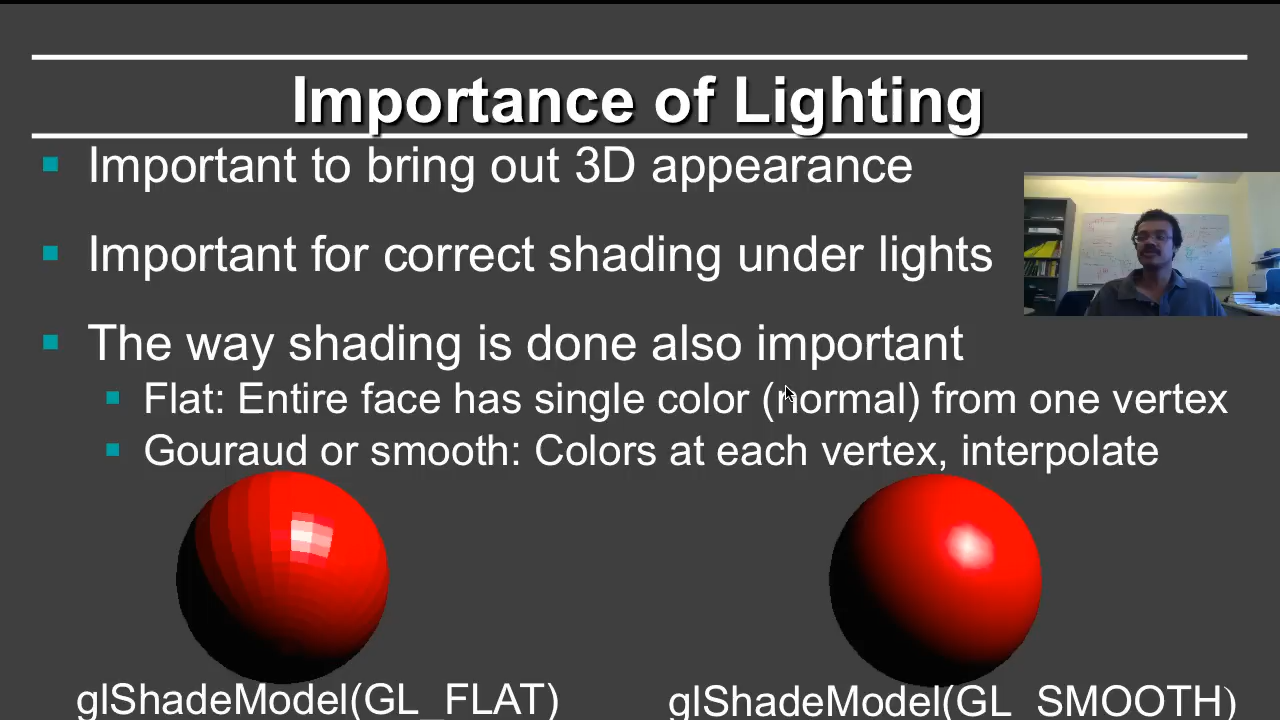 Importance of Lighting
Important to bring out 3D appearance
Important for correct shading under lights
The way shading is done also important
Flat: Entire face has single color (normal) from one vertex
Gouraud or smooth: Colors at each vertex, interpolate
glShadeModel(GL_FLAT)
glShadeModel(GL_SMOOTH)